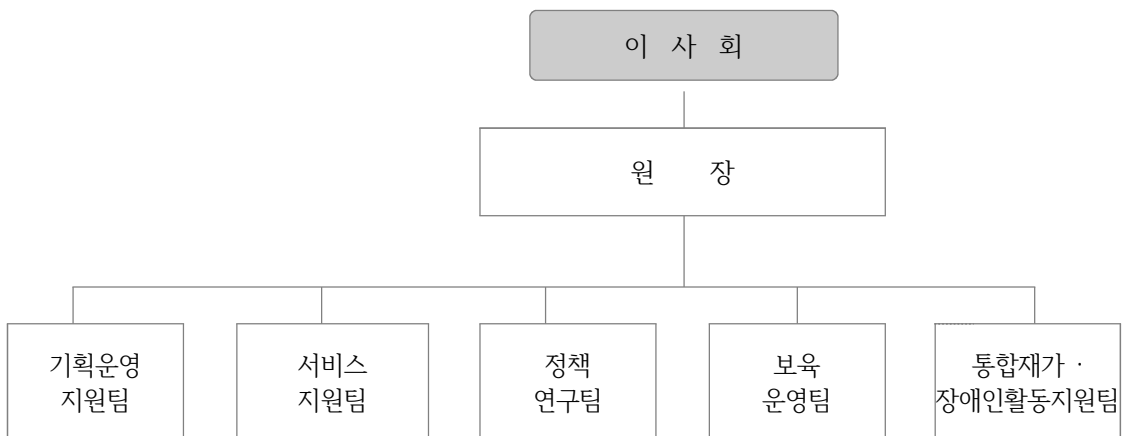 이 사 회
원 장
기획운영
지원팀
서비스
지원팀
정책
연구팀
보육
운영팀
통합재가 ·
장애인활동지원팀